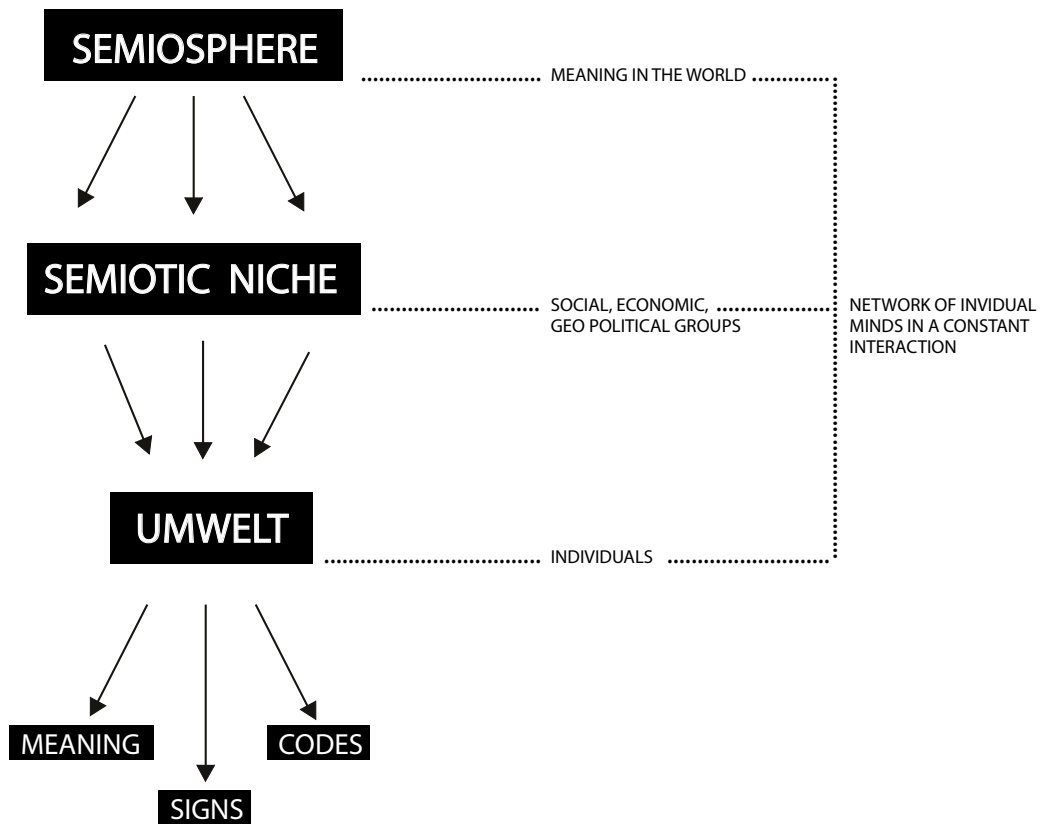 SEMIOSPHERE
MEANING IN THE WORLD
SEMIOTIC NICHE
SOCIAL, ECONOMIC,
GEO POLITICAL GROUPS
NETWORK OF INVIDUAL
MINDS IN A CONSTANT
INTERACTION
UMWELT
INDIVIDUALS
MEANING
CODES
SIGNS